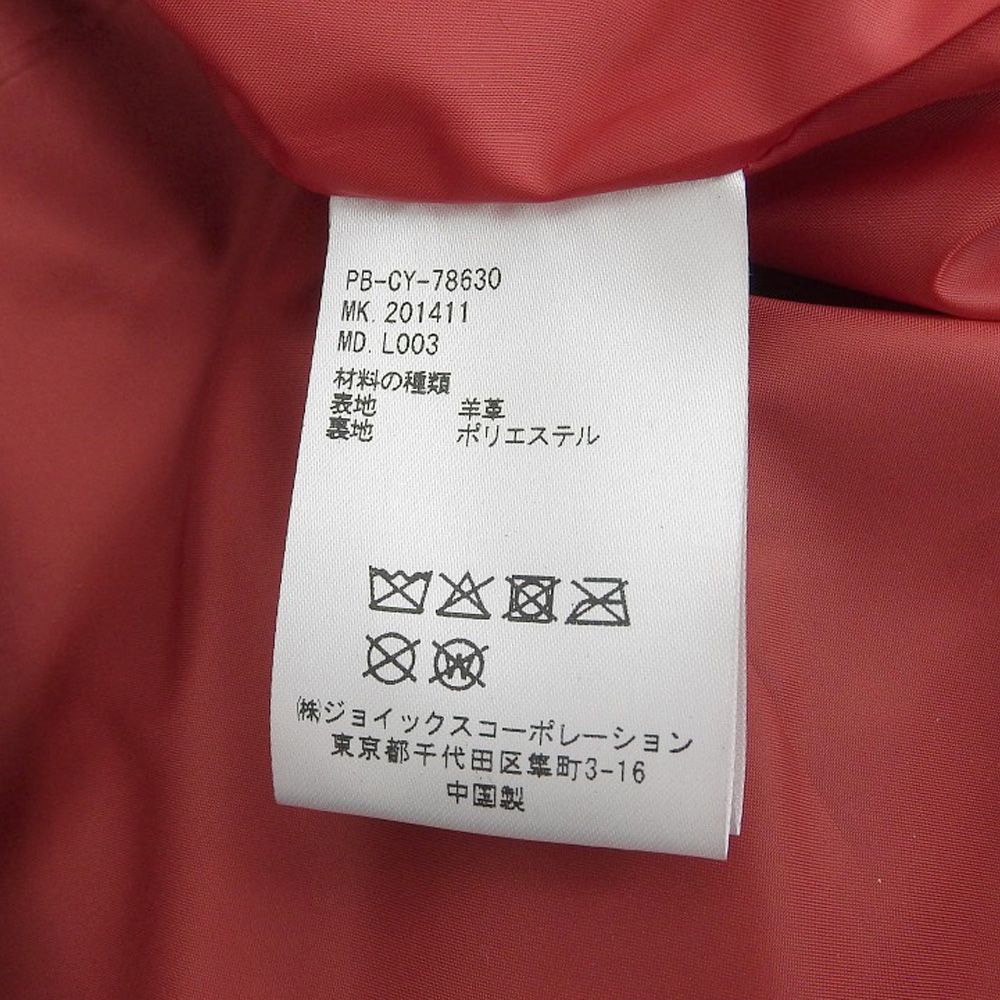 PB-CY-78630
MK. 201411
MD. L003
材料の種類
表地 羊革
裏地 ポリエステル
W
㈱ジョイックスコーポレーション
東京都千代田区隼町3-16
中国製